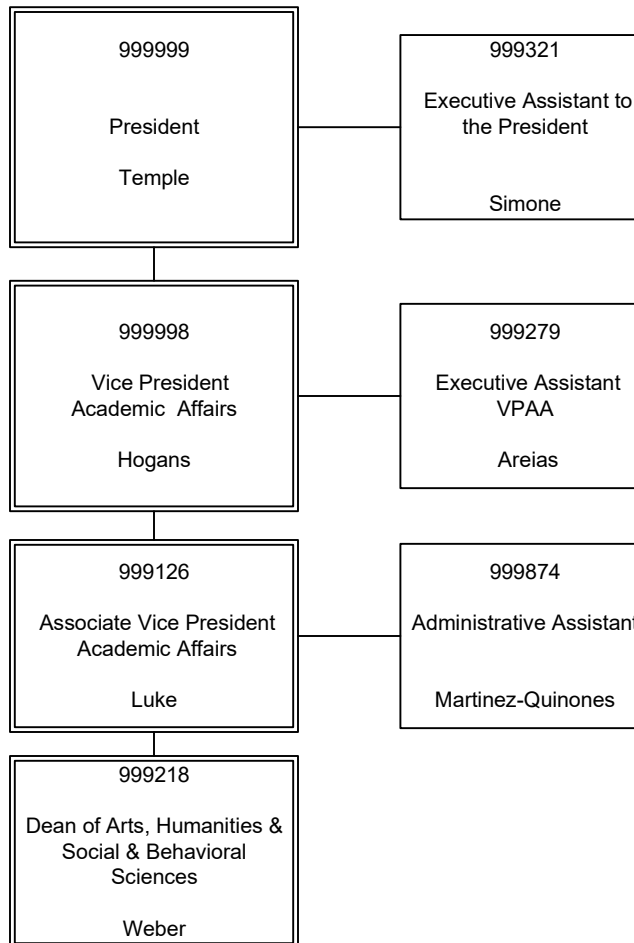 999999
President
Temple
999321
Executive Assistant to
the President
Simone
999998
Vice President
Academic Affairs
Hogans
999279
Executive Assistant
VPAA
Areias
999126
Associate Vice President
Academic Affairs
Luke
999874
Administrative Assistant
Martinez-Quinones
999218
Dean of Arts, Humanities &
Social & Behavioral
Sciences
Weber